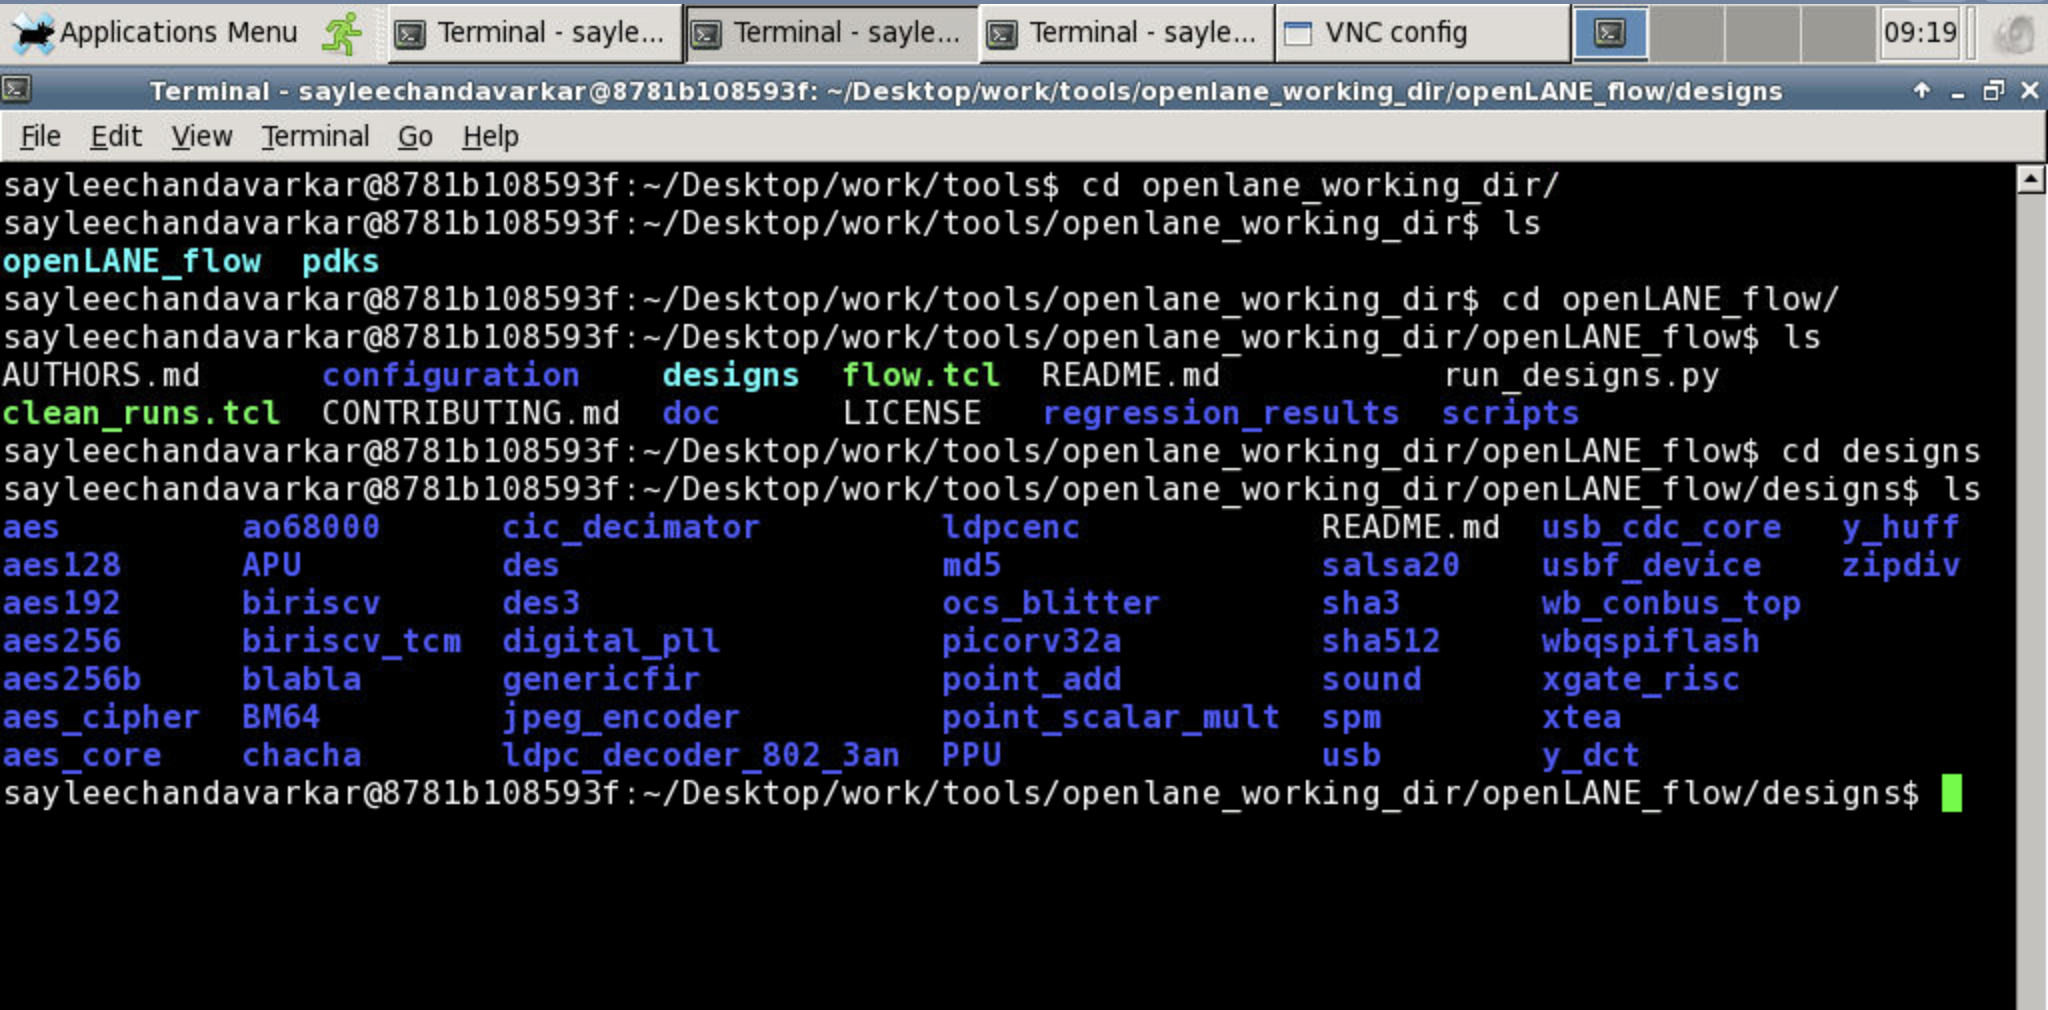 Applications Menu Terminal - sayle... Terminal - sayle... Terminal - sayle... VNC config 09:19
Terminal - sayleechandavarkar@8781b108593f: ~/Desktop/work/tools/openlane_working_dir/openLANE_flow/designs
File Edit View Terminal Go Help
sayleechandavarkar@8781b108593f:~/Desktop/work/tools$ cd openlane_working_dir/
sayleechandavarkar@8781b108593f:~/Desktop/work/tools/openlane_working_dir$ ls
openLANE_flow pdks
sayleechandavarkar@8781b108593f:~/Desktop/work/tools/openlane_working_dir$ cd openLANE_flow/
sayleechandavarkar@8781b108593f:~/Desktop/work/tools/openlane_working_dir/openLANE_flow$ ls
AUTHORS.md configuration designs flow.tcl README.md run_designs.py
clean_runs.tcl CONTRIBUTING.md doc LICENSE regression_results scripts
sayleechandavarkar@8781b108593f:~/Desktop/work/tools/openlane_working_dir/openLANE_flow$ cd designs
sayleechandavarkar@8781b108593f:~/Desktop/work/tools/openlane_working_dir/openLANE_flow/designs$ ls
aes ao68000 cic_decimator ldpcenc README.md usb_cdc_core y_huff
aes128 APU des md5 salsa20 usbf_device zipdiv
aes192 biriscv des3 ocs_blitter sha3 wb_conbus_top
aes256 biriscv_tcm digital_pll picorv32a sha512 wbqspiflash
aes256b blabla genericfir point_add sound xgate_risc
aes_cipher BM64 jpeg_encoder point_scalar_mult spm xtea
aes_core chacha ldpc_decoder_802_3an PPU usb y_dct
sayleechandavarkar@8781b108593f:~/Desktop/work/tools/openlane_working_dir/openLANE_flow/designs$